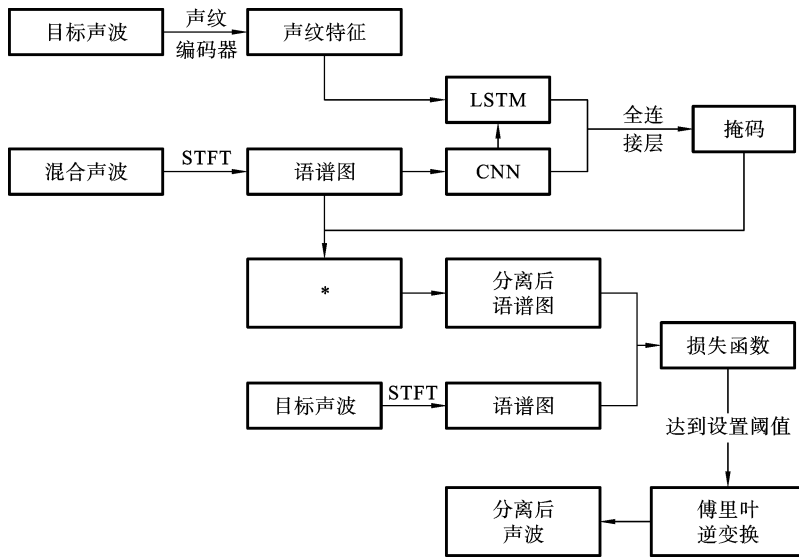 目标声波
声纹
编码器
声纹特征
LSTM
全连
接层
掩码
混合声波
STFT
语谱图
CNN
*
分离后
语谱图
损失函数
目标声波
STFT
语谱图
达到设置阈值
分离后
声波
傅里叶
逆变换